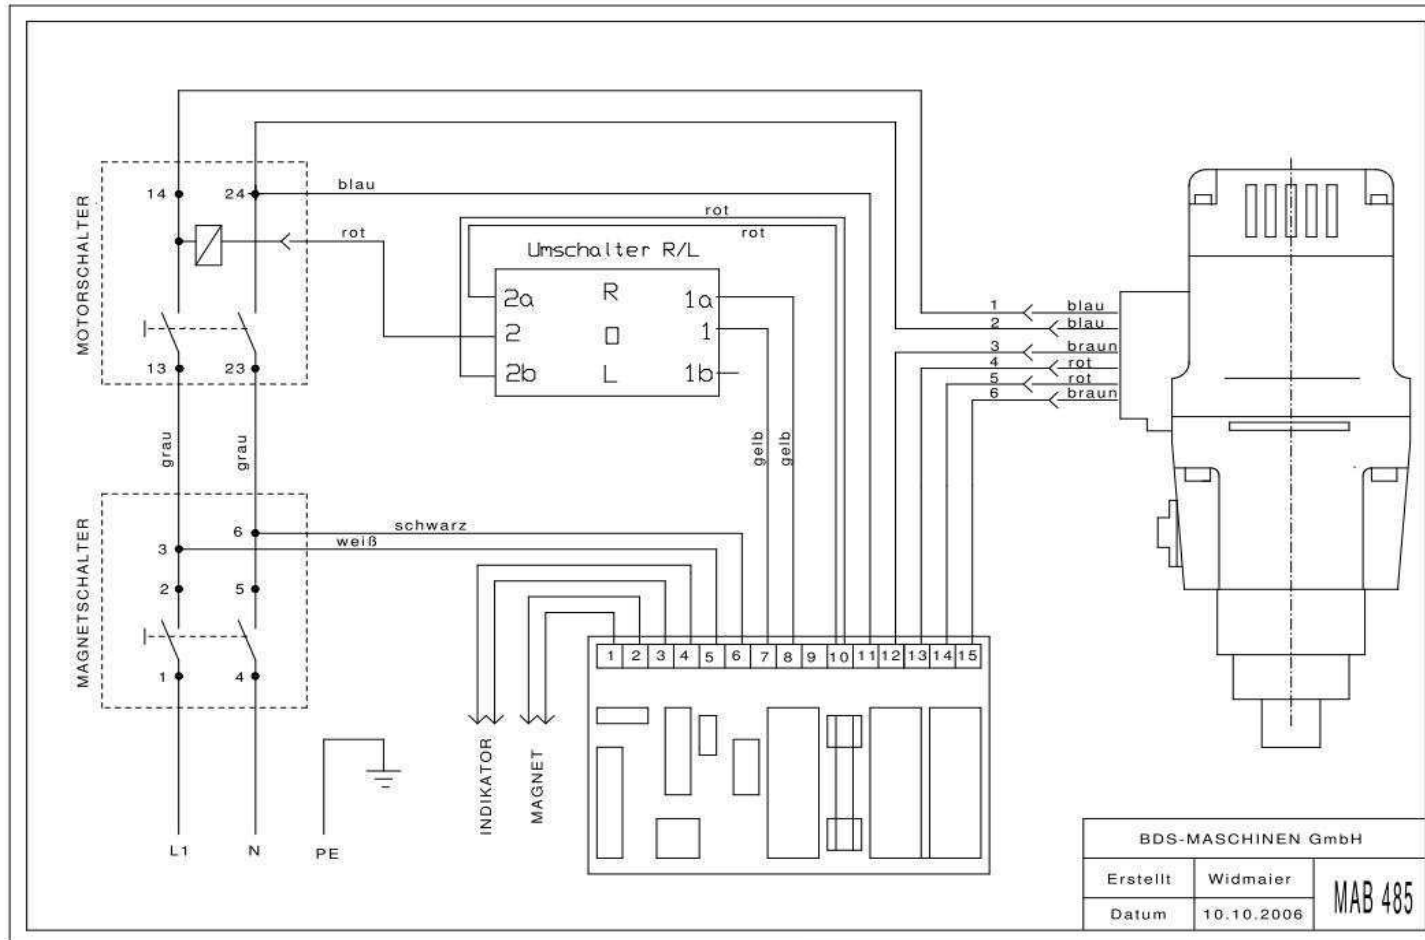 14
24
blau
MOTORSCHALTER
rot
rot
rot
Umschalter R/L
2a R 1a
2 0 1
2b L 1b
13
23
1 blau
2 blau
3 braun
4 rot
5 rot
6 braun
grau
grau
gelb
gelb
MAGNETSCHALTER
6
schwarz
3
weiß
2
5
1
4
1 2 3 4 5 6 7 8 9 10 11 12 13 14 15
INDIKATOR
MAGNET
L1 N PE
BDS-MASCHINEN GmbH
Erstellt Widmaier
MAB 485
Datum 10.10.2006